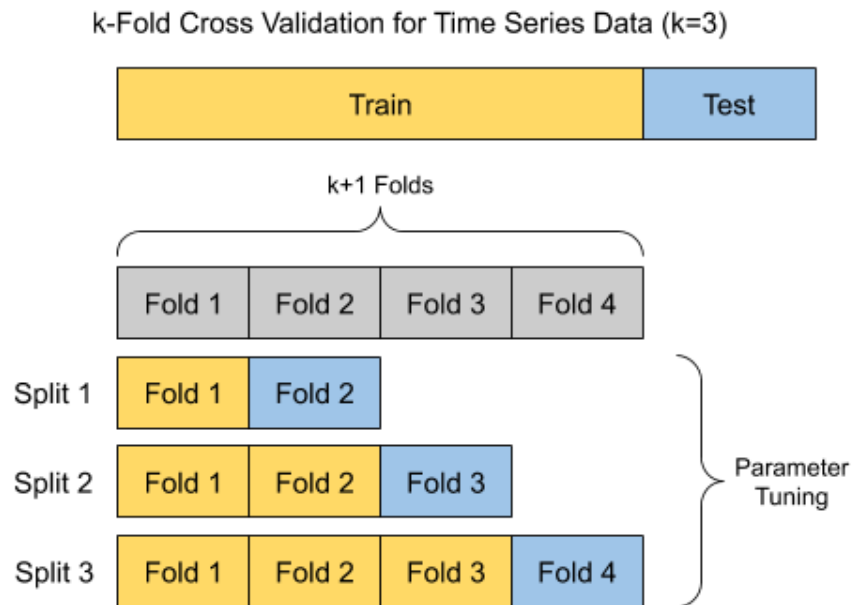 k-Fold Cross Validation for Time Series Data (k=3)
Train Test
k+1 Folds
Fold 1 Fold 2 Fold 3 Fold 4
Split 1 Fold 1 Fold 2
Split 2 Fold 1 Fold 2 Fold 3
Parameter
Tuning
Split 3 Fold 1 Fold 2 Fold 3 Fold 4